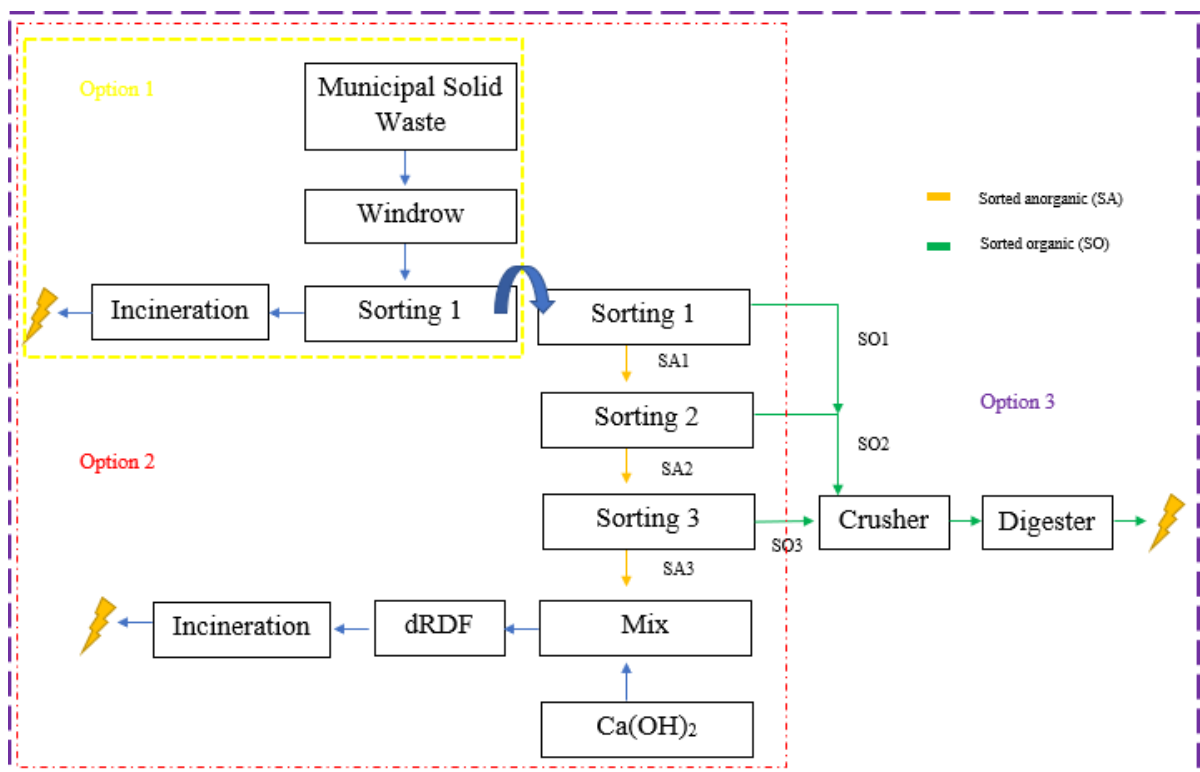 Option 1
Municipal Solid
Waste
Windrow
Sorted anorganic (SA)
Sorted organic (SO)
Incineration
Sorting 1
Sorting 1
SO1
SA1
Option 3
Sorting 2
SO2
Option 2
SA2
Sorting 3
Crusher
Digester
SO3
SA3
Incineration
dRDF
Mix
Ca(OH)₂